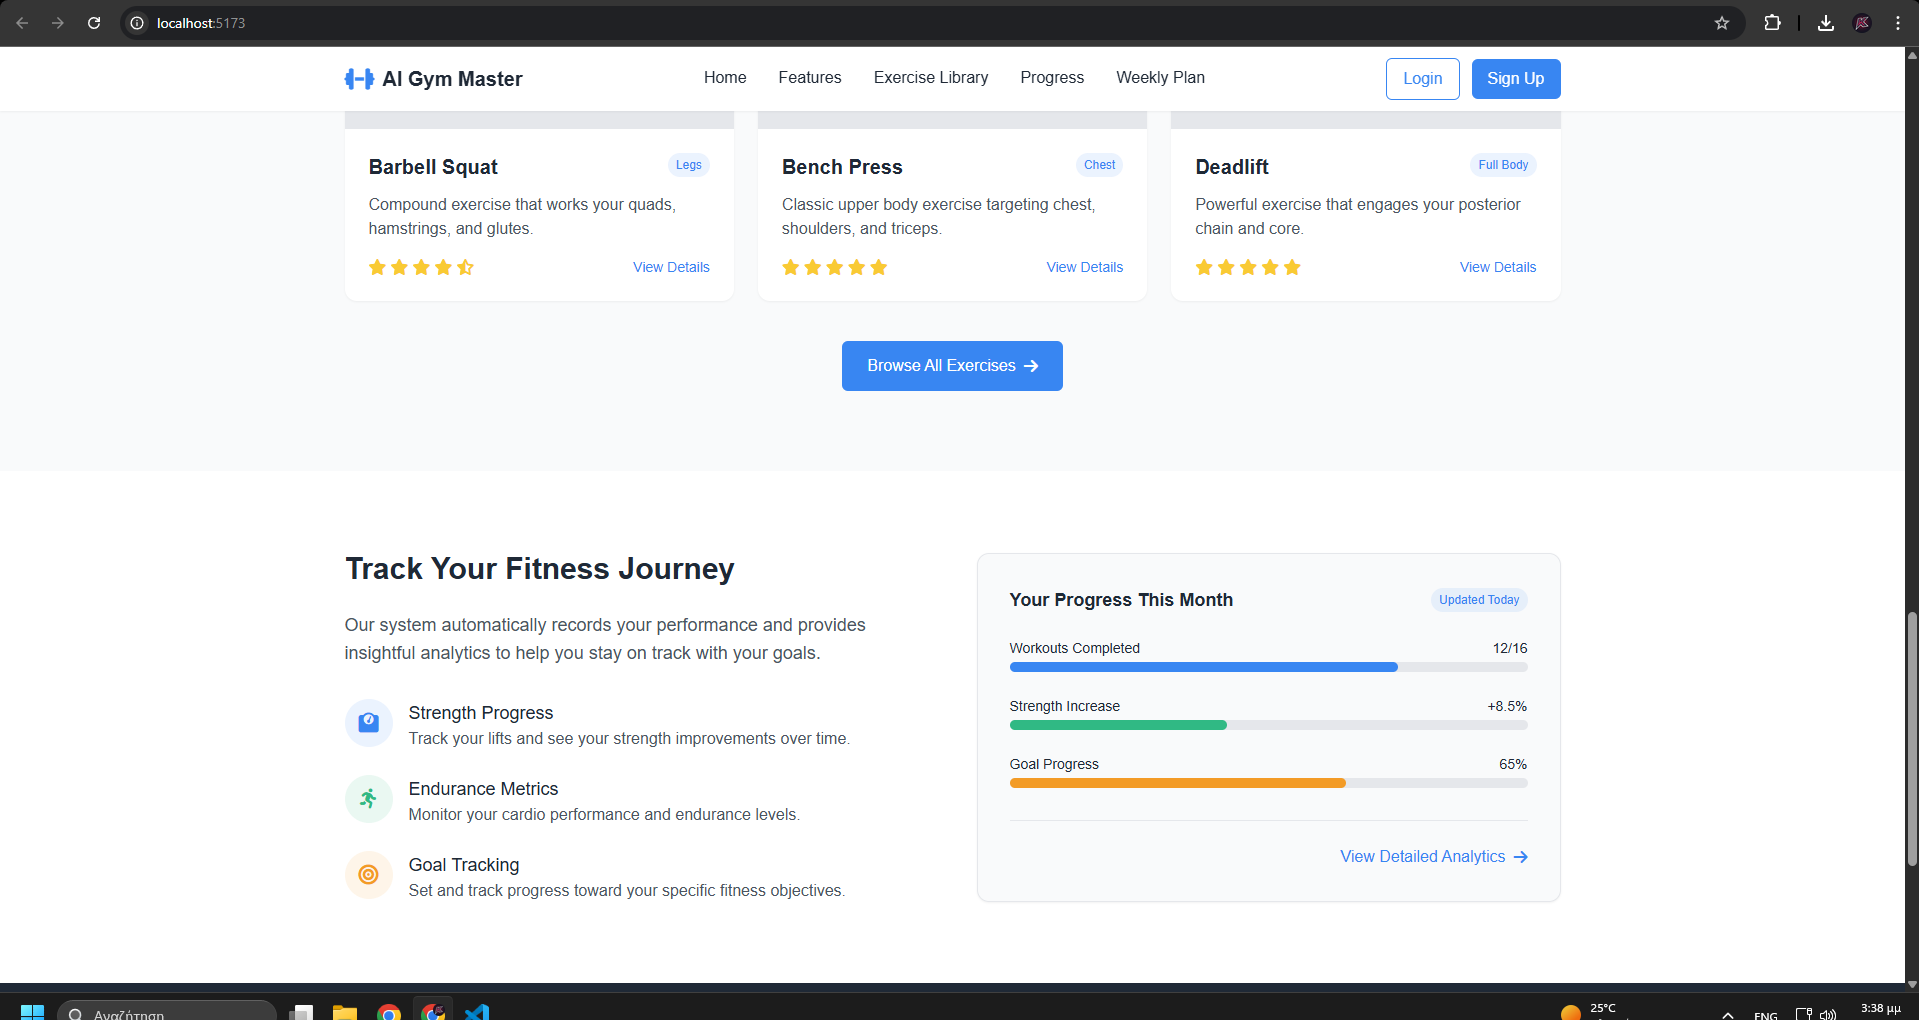 localhost:5173
AI Gym Master
Home
Features
Exercise Library
Progress
Weekly Plan
Login
Sign Up
Barbell Squat
Legs
Compound exercise that works your quads,
hamstrings, and glutes.
View Details
Bench Press
Chest
Classic upper body exercise targeting chest,
shoulders, and triceps.
View Details
Deadlift
Full Body
Powerful exercise that engages your posterior
chain and core.
View Details
Browse All Exercises
Track Your Fitness Journey
Our system automatically records your performance and provides
insightful analytics to help you stay on track with your goals.
Strength Progress
Track your lifts and see your strength improvements over time.
Endurance Metrics
Monitor your cardio performance and endurance levels.
Goal Tracking
Set and track progress toward your specific fitness objectives.
Your Progress This Month
Updated Today
Workouts Completed
12/16
Strength Increase
+8.5%
Goal Progress
65%
View Detailed Analytics
Αναζήτηση
25°C
ENG
3:38 μμ